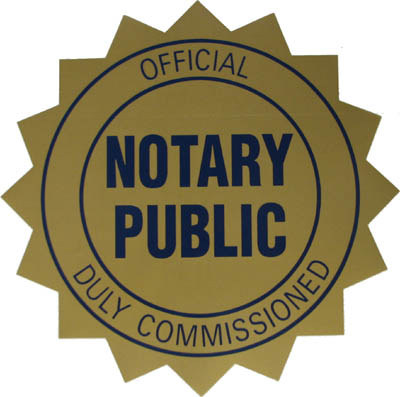 OFFICIAL
NOTARY
PUBLIC
DULY COMMISSIONED